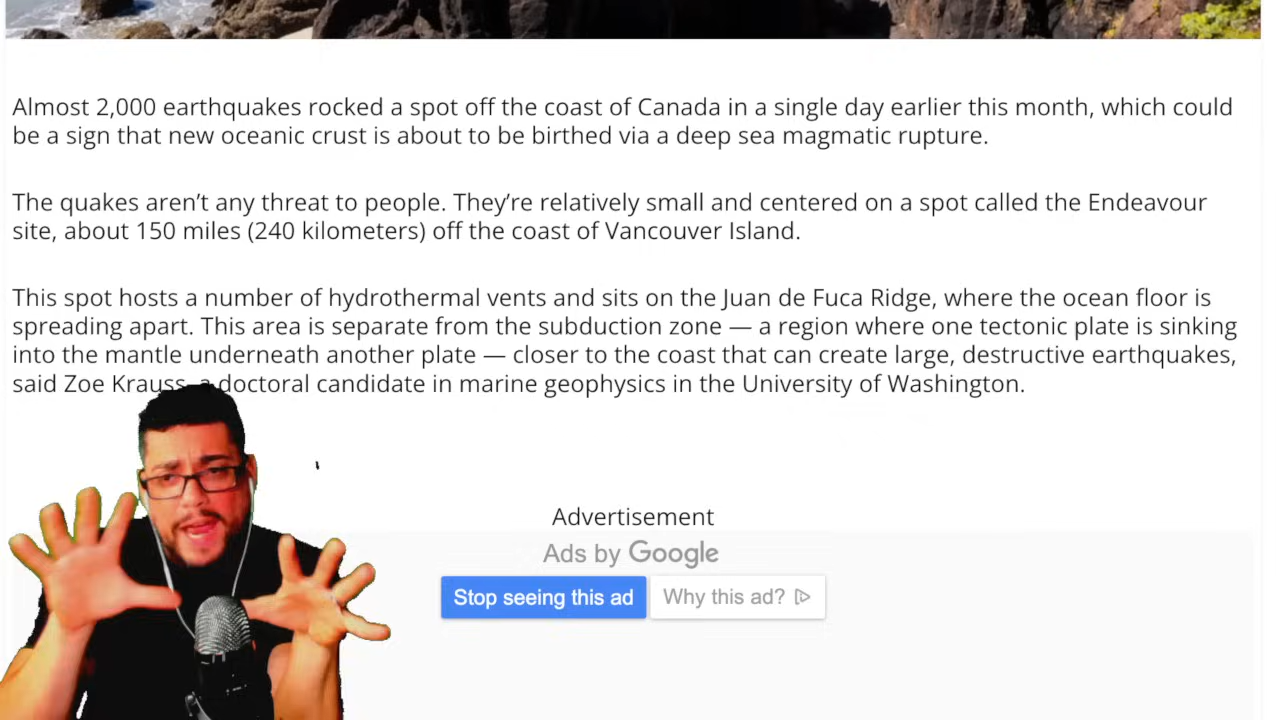 Almost 2,000 earthquakes rocked a spot off the coast of Canada in a single day earlier this month, which could
be a sign that new oceanic crust is about to be birthed via a deep sea magmatic rupture.
The quakes aren’t any threat to people. They’re relatively small and centered on a spot called the Endeavour
site, about 150 miles (240 kilometers) off the coast of Vancouver Island.
This spot hosts a number of hydrothermal vents and sits on the Juan de Fuca Ridge, where the ocean floor is
spreading apart. This area is separate from the subduction zone — a region where one tectonic plate is sinking
into the mantle underneath another plate — closer to the coast that can create large, destructive earthquakes,
said Zoe Krauss, a doctoral candidate in marine geophysics in the University of Washington.
Advertisement
Ads by Google
Stop seeing this ad
Why this ad?